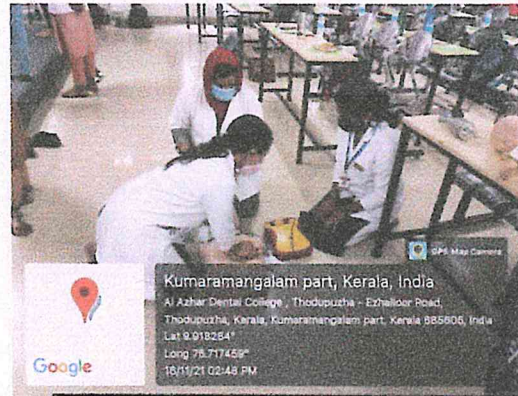 GPS Map Camera
Kumaramangalam part, Kerala, India
Al Azhar Dental College, Thodupuzha - Ezhalloor Road,
Thodupuzha, Kerala, Kumaramangalam part, Kerala 685605, India
Lat 9.918284°
Long 76.717459°
16/11/21 02:48 PM
Google